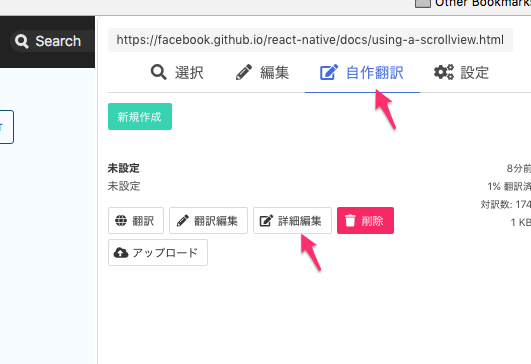 Other Bookmarks
Search
https://facebook.github.io/react-native/docs/using-a-scrollview.html
選択 編集 自作翻訳 設定
新規作成
未設定 8分前
未設定 1% 翻訳済
対訳数: 174
1 KB
翻訳 翻訳編集 詳細編集 削除
アップロード